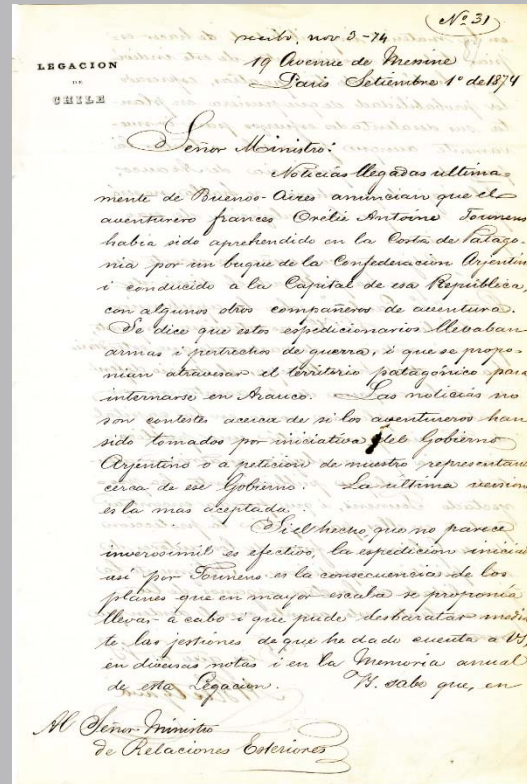 (Nº 31)
recibo, nov 3-74
19 Avenue de Messine
Paris Setiembre 1º de 1874
LEGACION
DE
CHILE
Señor Ministro:
Noticias llegadas ultima-
mente de Buenos-Aires anuncian que el
aventurero frances Orélie Antoine Tounens
habia sido aprehendido en la Costa de Patago-
nia por un buque de la Confederacion Arjentin
i conducido a la Capital de esa República,
con algunos otros compañeros de aventura.
Se dice que estos espedicionarios llevaban
armas i pertrechos de guerra, i que se propo-
nian atravesar el territorio patagónico para
internarse en Arauco. Las noticias no
son contestes acerca de si los aventureros han
sido tomados por iniciativa del Gobierno
Arjentino o a peticion de nuestro representan
cerca de ese Gobierno. La ultima version
es la mas aceptada.
Si el hecho que no parece
inverosimil es efectivo, la espedicion inicia
asi por Tounens es la consecuencia de los
planes que en mayor escala se proponia
llevar a cabo i que pude desbaratar media
te las jestiones de que he dado cuenta a US,
en diversas notas i en la Memoria anual
de esta Legacion. US. sabe que, en
Al Señor Ministro
de Relaciones Esteriores